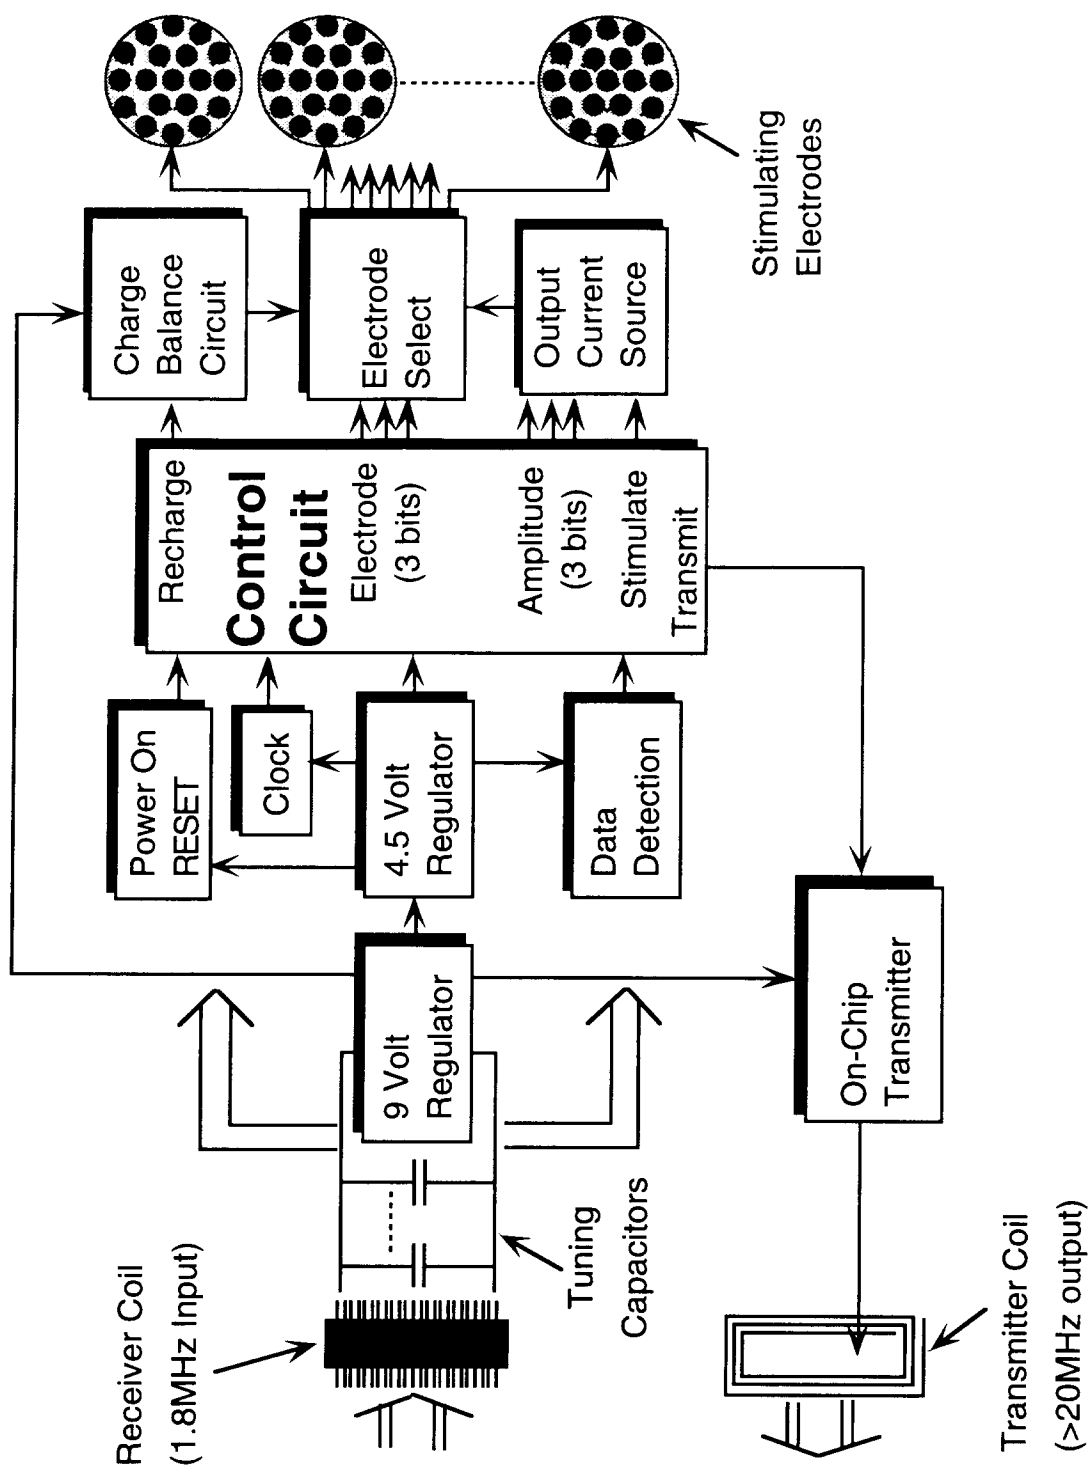 Receiver Coil
(1.8MHz Input)
Tuning
Capacitors
9 Volt
Regulator
Power On
RESET
Clock
4.5 Volt
Regulator
Data
Detection
Recharge
Control
Circuit
Electrode
(3 bits)
Amplitude
(3 bits)
Stimulate
Transmit
Charge
Balance
Circuit
Electrode
Select
Output
Current
Source
Stimulating
Electrodes
On-Chip
Transmitter
Transmitter Coil
(>20MHz output)